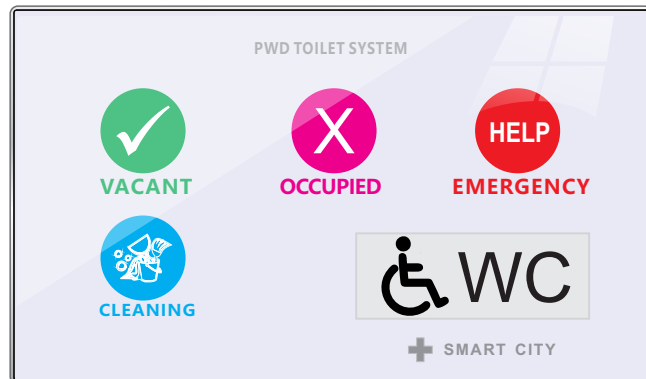 PWD TOILET SYSTEM
X
HELP
VACANT
OCCUPIED
EMERGENCY
CLEANING
WC
SMART CITY